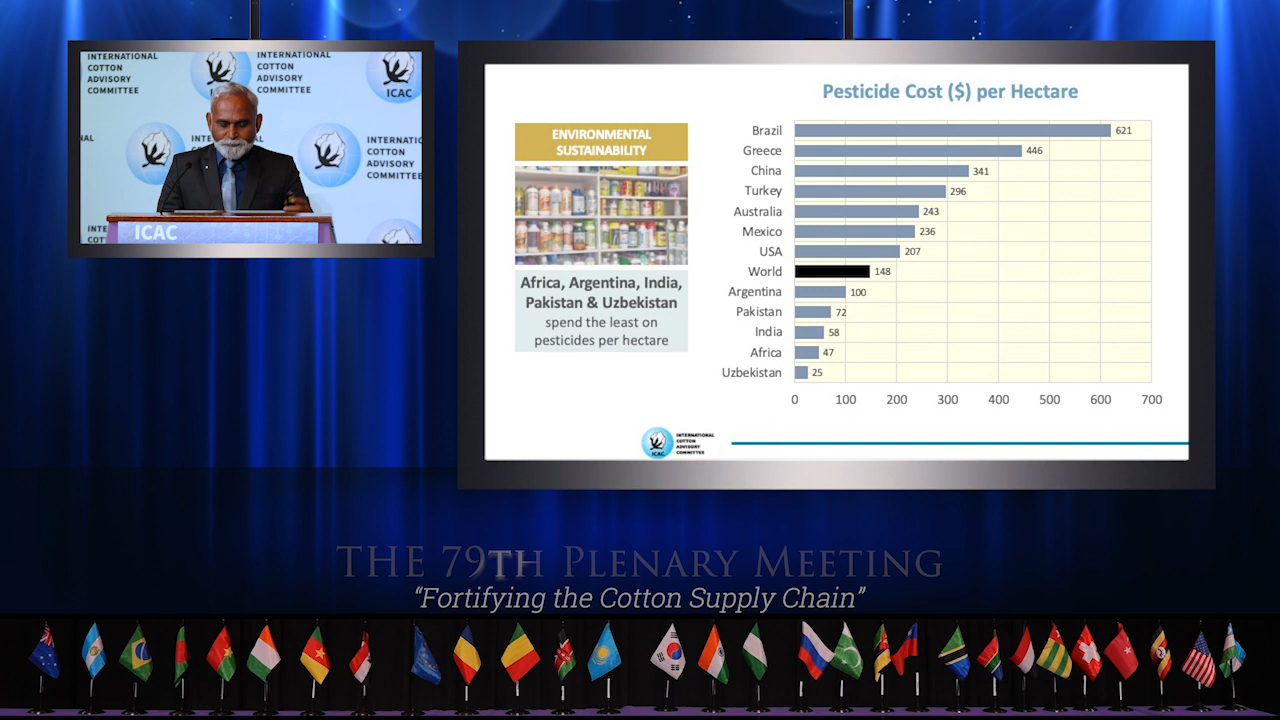 INTERNATIONAL
COTTON
ADVISORY
COMMITTEE
INTERNATIONAL
COTTON
ADVISORY
COMMITTEE
ICAC
INTERNATI
COTTON
ADVISORY
COMMITTEE
ICAC
ENVIRONMENTAL
SUSTAINABILITY
Africa, Argentina, India,
Pakistan & Uzbekistan
spend the least on
pesticides per hectare
Pesticide Cost ($) per Hectare
Brazil 621
Greece 446
China 341
Turkey 296
Australia 243
Mexico 236
USA 207
World 148
Argentina 100
Pakistan 72
India 58
Africa 47
Uzbekistan 25
0 100 200 300 400 500 600 700
ICAC
INTERNATIONAL
COTTON
ADVISORY
COMMITTEE
THE 79TH PLENARY MEETING
“Fortifying the Cotton Supply Chain”